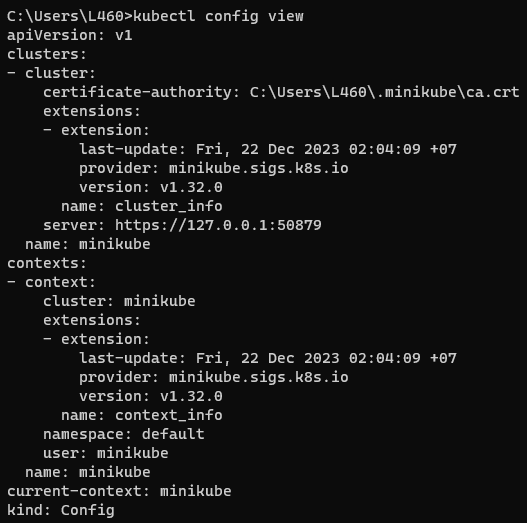 C:\Users\L460>kubectl config view
apiVersion: v1
clusters:
- cluster:
    certificate-authority: C:\Users\L460\.minikube\ca.crt
    extensions:
    - extension:
        last-update: Fri, 22 Dec 2023 02:04:09 +07
        provider: minikube.sigs.k8s.io
        version: v1.32.0
      name: cluster_info
    server: https://127.0.0.1:50879
  name: minikube
contexts:
- context:
    cluster: minikube
    extensions:
    - extension:
        last-update: Fri, 22 Dec 2023 02:04:09 +07
        provider: minikube.sigs.k8s.io
        version: v1.32.0
      name: context_info
    namespace: default
    user: minikube
  name: minikube
current-context: minikube
kind: Config